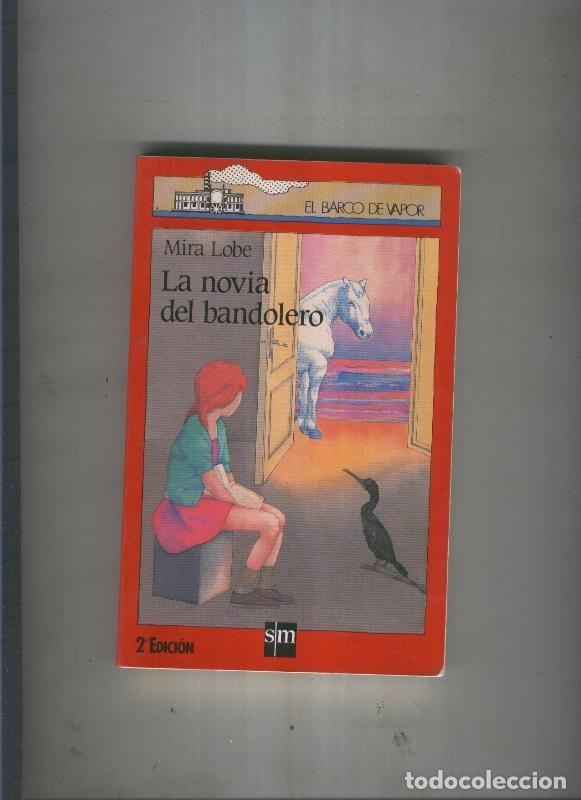 EL BARCO DE VAPOR
Mira Lobe
La novia
del bandolero
2ª EDICIÓN
sm
todocoleccion